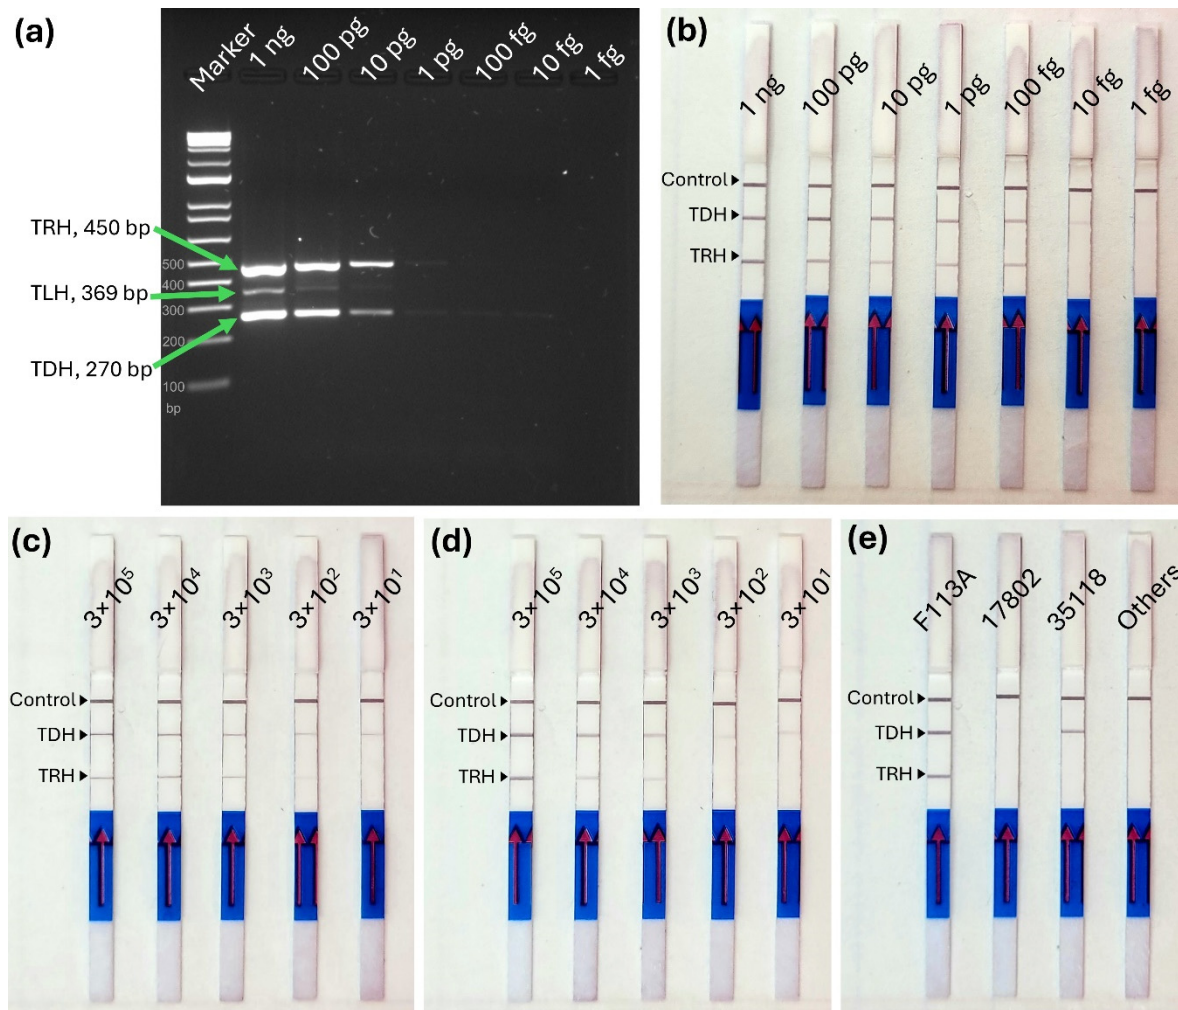 (a)
Marker
1 ng
100 pg
10 pg
1 pg
100 fg
10 fg
1 fg
TRH, 450 bp
TLH, 369 bp
TDH, 270 bp
500
400
300
200
100
bp
(b)
1 ng
100 pg
10 pg
1 pg
100 fg
10 fg
1 fg
Control
TDH
TRH
(c)
3×10⁵
3×10⁴
3×10³
3×10²
3×10¹
Control
TDH
TRH
(d)
3×10⁵
3×10⁴
3×10³
3×10²
3×10¹
Control
TDH
TRH
(e)
F113A
17802
35118
Others
Control
TDH
TRH